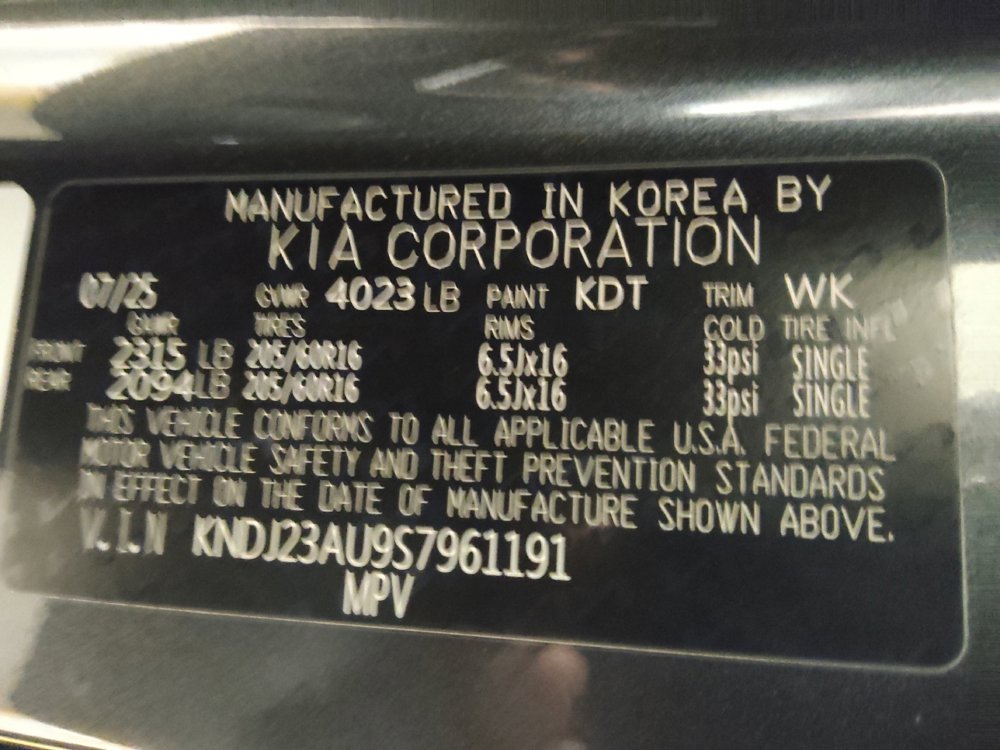 MANUFACTURED IN KOREA BY
KIA CORPORATION
07/25 GVWR 4023 LB PAINT KDT TRIM WK
GAWR TIRES RIMS COLD TIRE INFL
FRONT 2315 LB 205/60R16 6.5Jx16 33psi SINGLE
REAR 2094 LB 205/60R16 6.5Jx16 33psi SINGLE
THIS VEHICLE CONFORMS TO ALL APPLICABLE U.S.A. FEDERAL
MOTOR VEHICLE SAFETY AND THEFT PREVENTION STANDARDS
IN EFFECT ON THE DATE OF MANUFACTURE SHOWN ABOVE.
V.I.N KNDJ23AU9S7961191
MPV